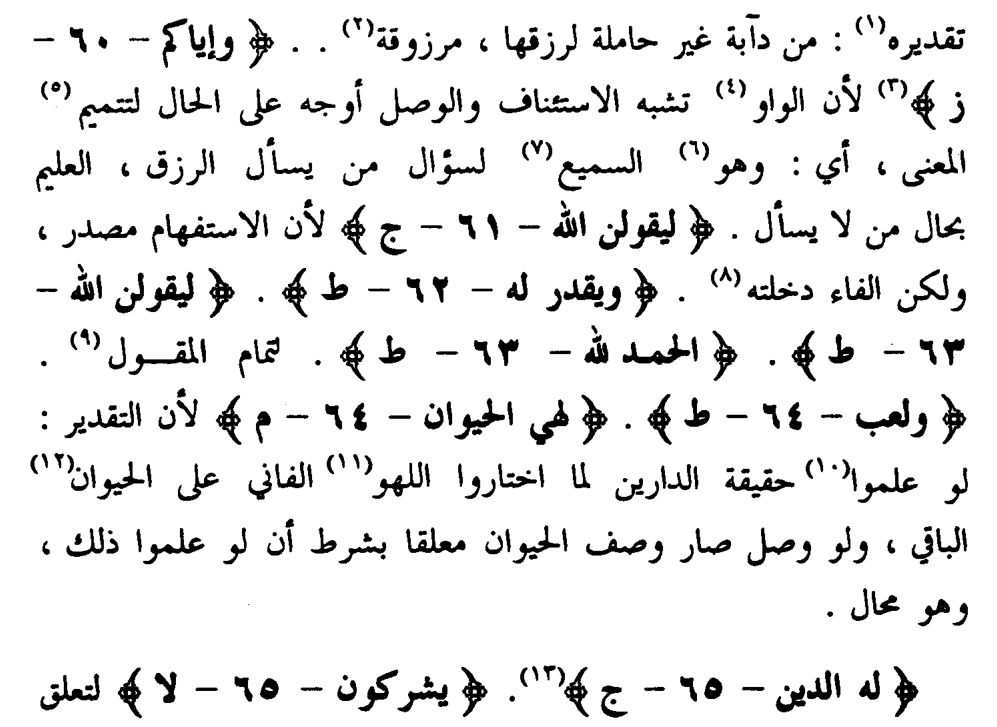 تقديره(١) : من دآبة غير حاملة لرزقها ، مرزوقة(٢) . . ﴿ وإياكم – ٦٠ –
ز ﴾(٣) لأن الواو(٤) تشبه الاستئناف والوصل أوجه على الحال لتتميم(٥)
المعنى ، أي : وهو(٦) السميع(٧) لسؤال من يسأل الرزق ، العليم
بحال من لا يسأل . ﴿ ليقولن الله – ٦١ – ج ﴾ لأن الاستفهام مصدر ،
ولكن الفاء دخلته(٨) . ﴿ ويقدر له – ٦٢ – ط ﴾ . ﴿ ليقولن الله –
٦٣ – ط ﴾ . ﴿ الحمد لله – ٦٣ – ط ﴾ . لتمام المقـــول(٩) .
﴿ ولعب – ٦٤ – ط ﴾ . ﴿ لهي الحيوان – ٦٤ – م ﴾ لأن التقدير :
لو علموا(١٠) حقيقة الدارين لما اختاروا اللهو(١١) الفاني على الحيوان(١٢)
الباقي ، ولو وصل صار وصف الحيوان معلقا بشرط أن لو علموا ذلك ،
وهو محال .
﴿ له الدين – ٦٥ – ج ﴾(١٣). ﴿ يشركون – ٦٥ – لا ﴾ لتعلق